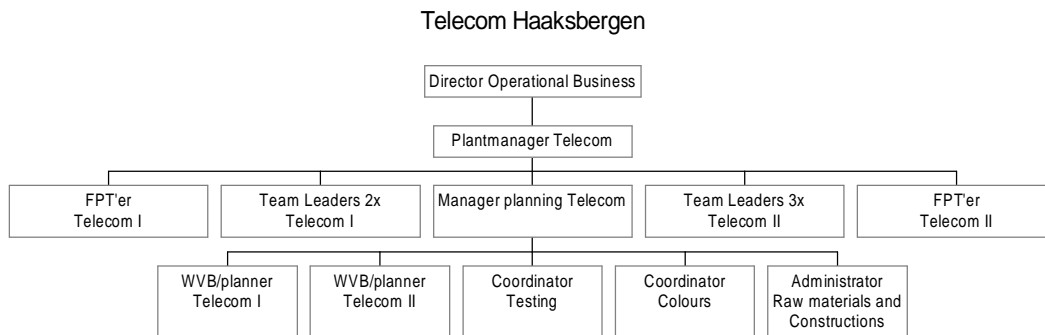 Telecom Haaksbergen
Director Operational Business
Plantmanager Telecom
FPT'er
Telecom I
Team Leaders 2x
Telecom I
Manager planning Telecom
Team Leaders 3x
Telecom II
FPT'er
Telecom II
WVB/planner
Telecom I
WVB/planner
Telecom II
Coordinator
Testing
Coordinator
Colours
Administrator
Raw materials and
Constructions